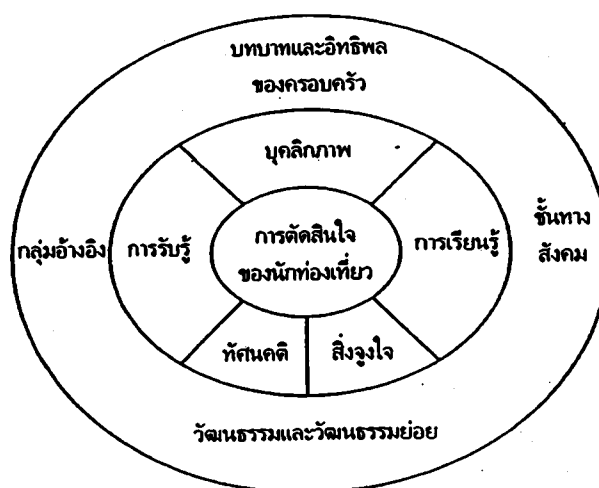 บทบาทและอิทธิพล
ของครอบครัว
บุคลิกภาพ
กลุ่มอ้างอิง
การรับรู้
การตัดสินใจ
ของนักท่องเที่ยว
การเรียนรู้
ชั้นทาง
สังคม
ทัศนคติ
สิ่งจูงใจ
วัฒนธรรมและวัฒนธรรมย่อย